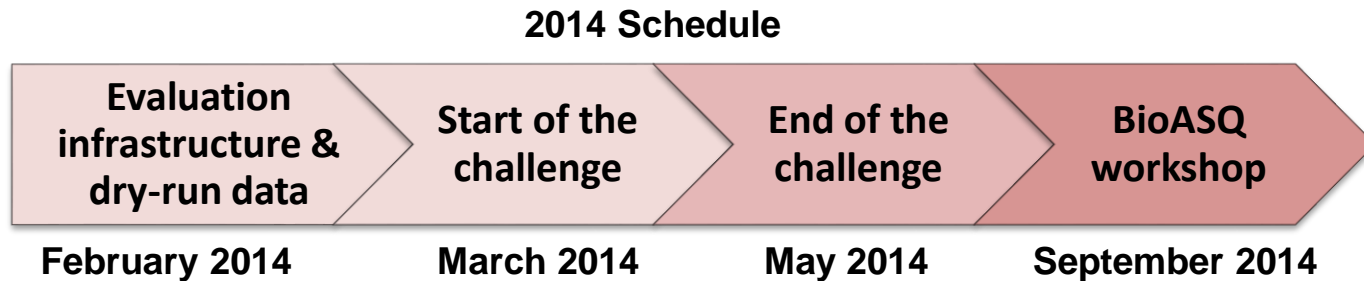 2014 Schedule
Evaluation
infrastructure &
dry-run data
Start of the
challenge
End of the
challenge
BioASQ
workshop
February 2014
March 2014
May 2014
September 2014